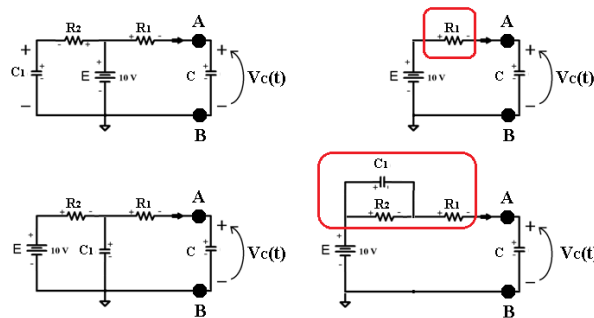 R2 R1 A
+ - + - +
C1 + - E + - 10 V C + - Vc(t)
- -
B
R1 A
+ - +
E + - 10 V C + - Vc(t)
-
B
R2 R1 A
+ - + - +
E + - 10 V C1 + - C + - Vc(t)
-
B
C1
+ -
R2 R1 A
+ - + - +
E + - 10 V C + - Vc(t)
-
B